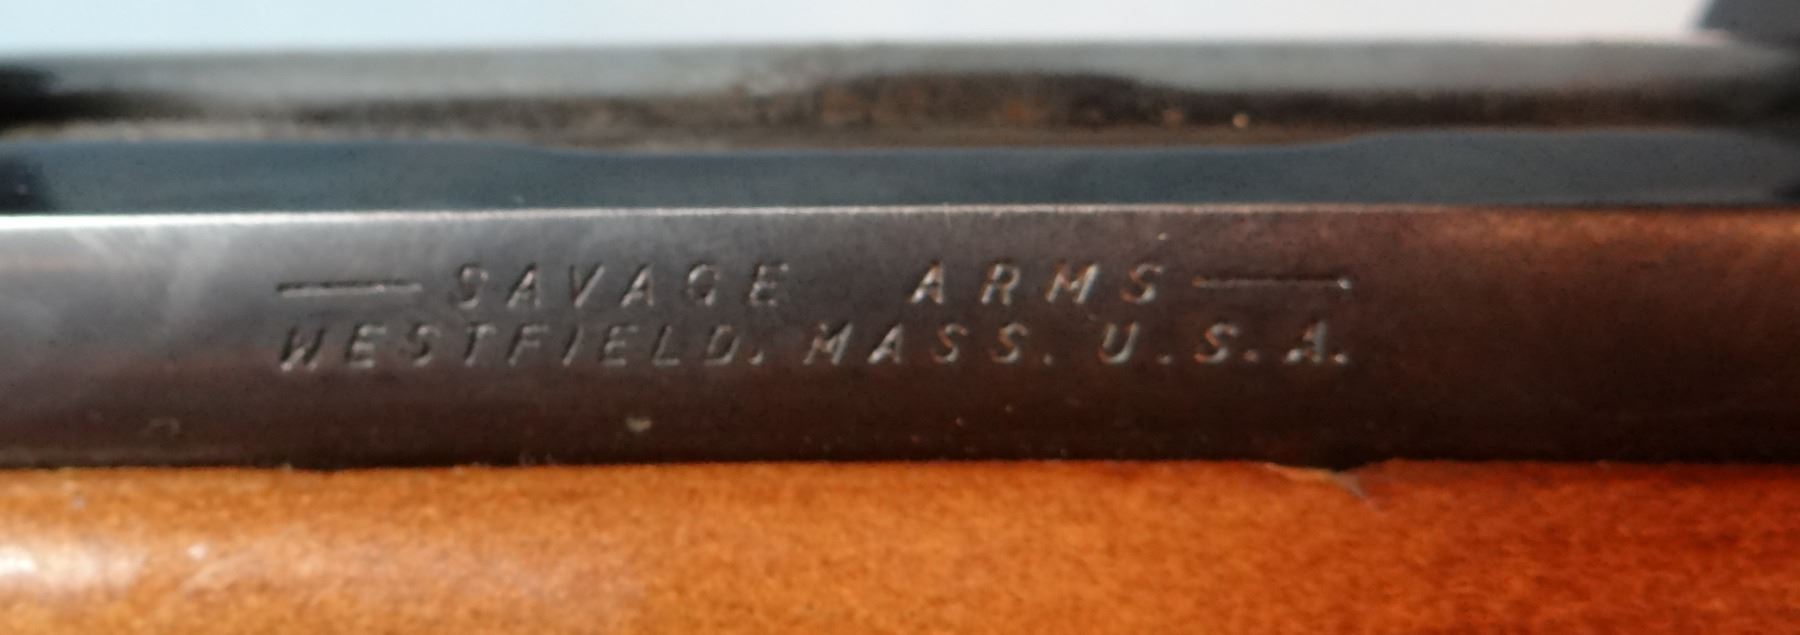 — SAVAGE ARMS —
WESTFIELD, MASS. U.S.A.